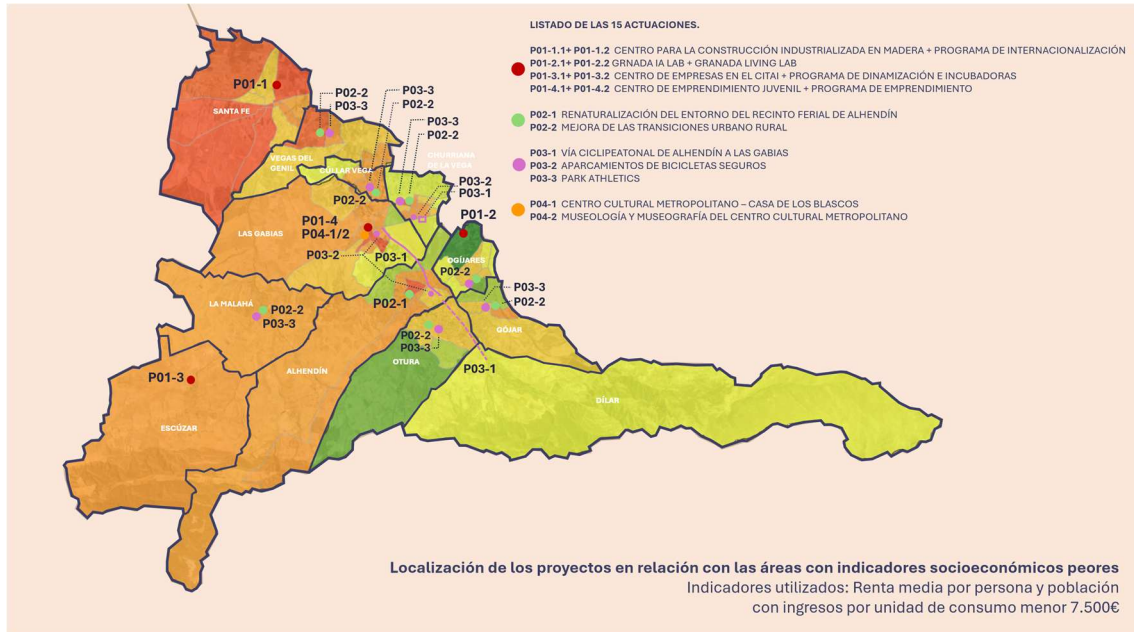 LISTADO DE LAS 15 ACTUACIONES.
P01-1.1+ P01-1.2 CENTRO PARA LA CONSTRUCCIÓN INDUSTRIALIZADA EN MADERA + PROGRAMA DE INTERNACIONALIZACIÓN
P01-2.1+ P01-2.2 GRNADA IA LAB + GRANADA LIVING LAB
P01-3.1+ P01-3.2 CENTRO DE EMPRESAS EN EL CITAI + PROGRAMA DE DINAMIZACIÓN E INCUBADORAS
P01-4.1+ P01-4.2 CENTRO DE EMPRENDIMIENTO JUVENIL + PROGRAMA DE EMPRENDIMIENTO
P02-1 RENATURALIZACIÓN DEL ENTORNO DEL RECINTO FERIAL DE ALHENDÍN
P02-2 MEJORA DE LAS TRANSICIONES URBANO RURAL
P03-1 VÍA CICLIPEATONAL DE ALHENDÍN A LAS GABIAS
P03-2 APARCAMIENTOS DE BICICLETAS SEGUROS
P03-3 PARK ATHLETICS
P04-1 CENTRO CULTURAL METROPOLITANO – CASA DE LOS BLASCOS
P04-2 MUSEOLOGÍA Y MUSEOGRAFÍA DEL CENTRO CULTURAL METROPOLITANO
P01-1
SANTA FE
P02-2
P03-3
P03-3
P02-2
P03-3
P02-2
VEGAS DEL
GENIL
CÚLLAR VEGA
CHURRIANA
DE LA VEGA
P03-2
P03-1
P02-2
P01-4
P04-1/2
P01-2
LAS GABIAS
P03-2
P03-1
OGÍJARES
P02-2
P03-3
P02-2
LA MALAHÁ
P02-2
P03-3
P02-1
GÓJAR
P02-2
P03-3
OTURA
P03-1
ALHENDÍN
P01-3
DÍLAR
ESCÚZAR
Localización de los proyectos en relación con las áreas con indicadores socioeconómicos peores
Indicadores utilizados: Renta media por persona y población
con ingresos por unidad de consumo menor 7.500€